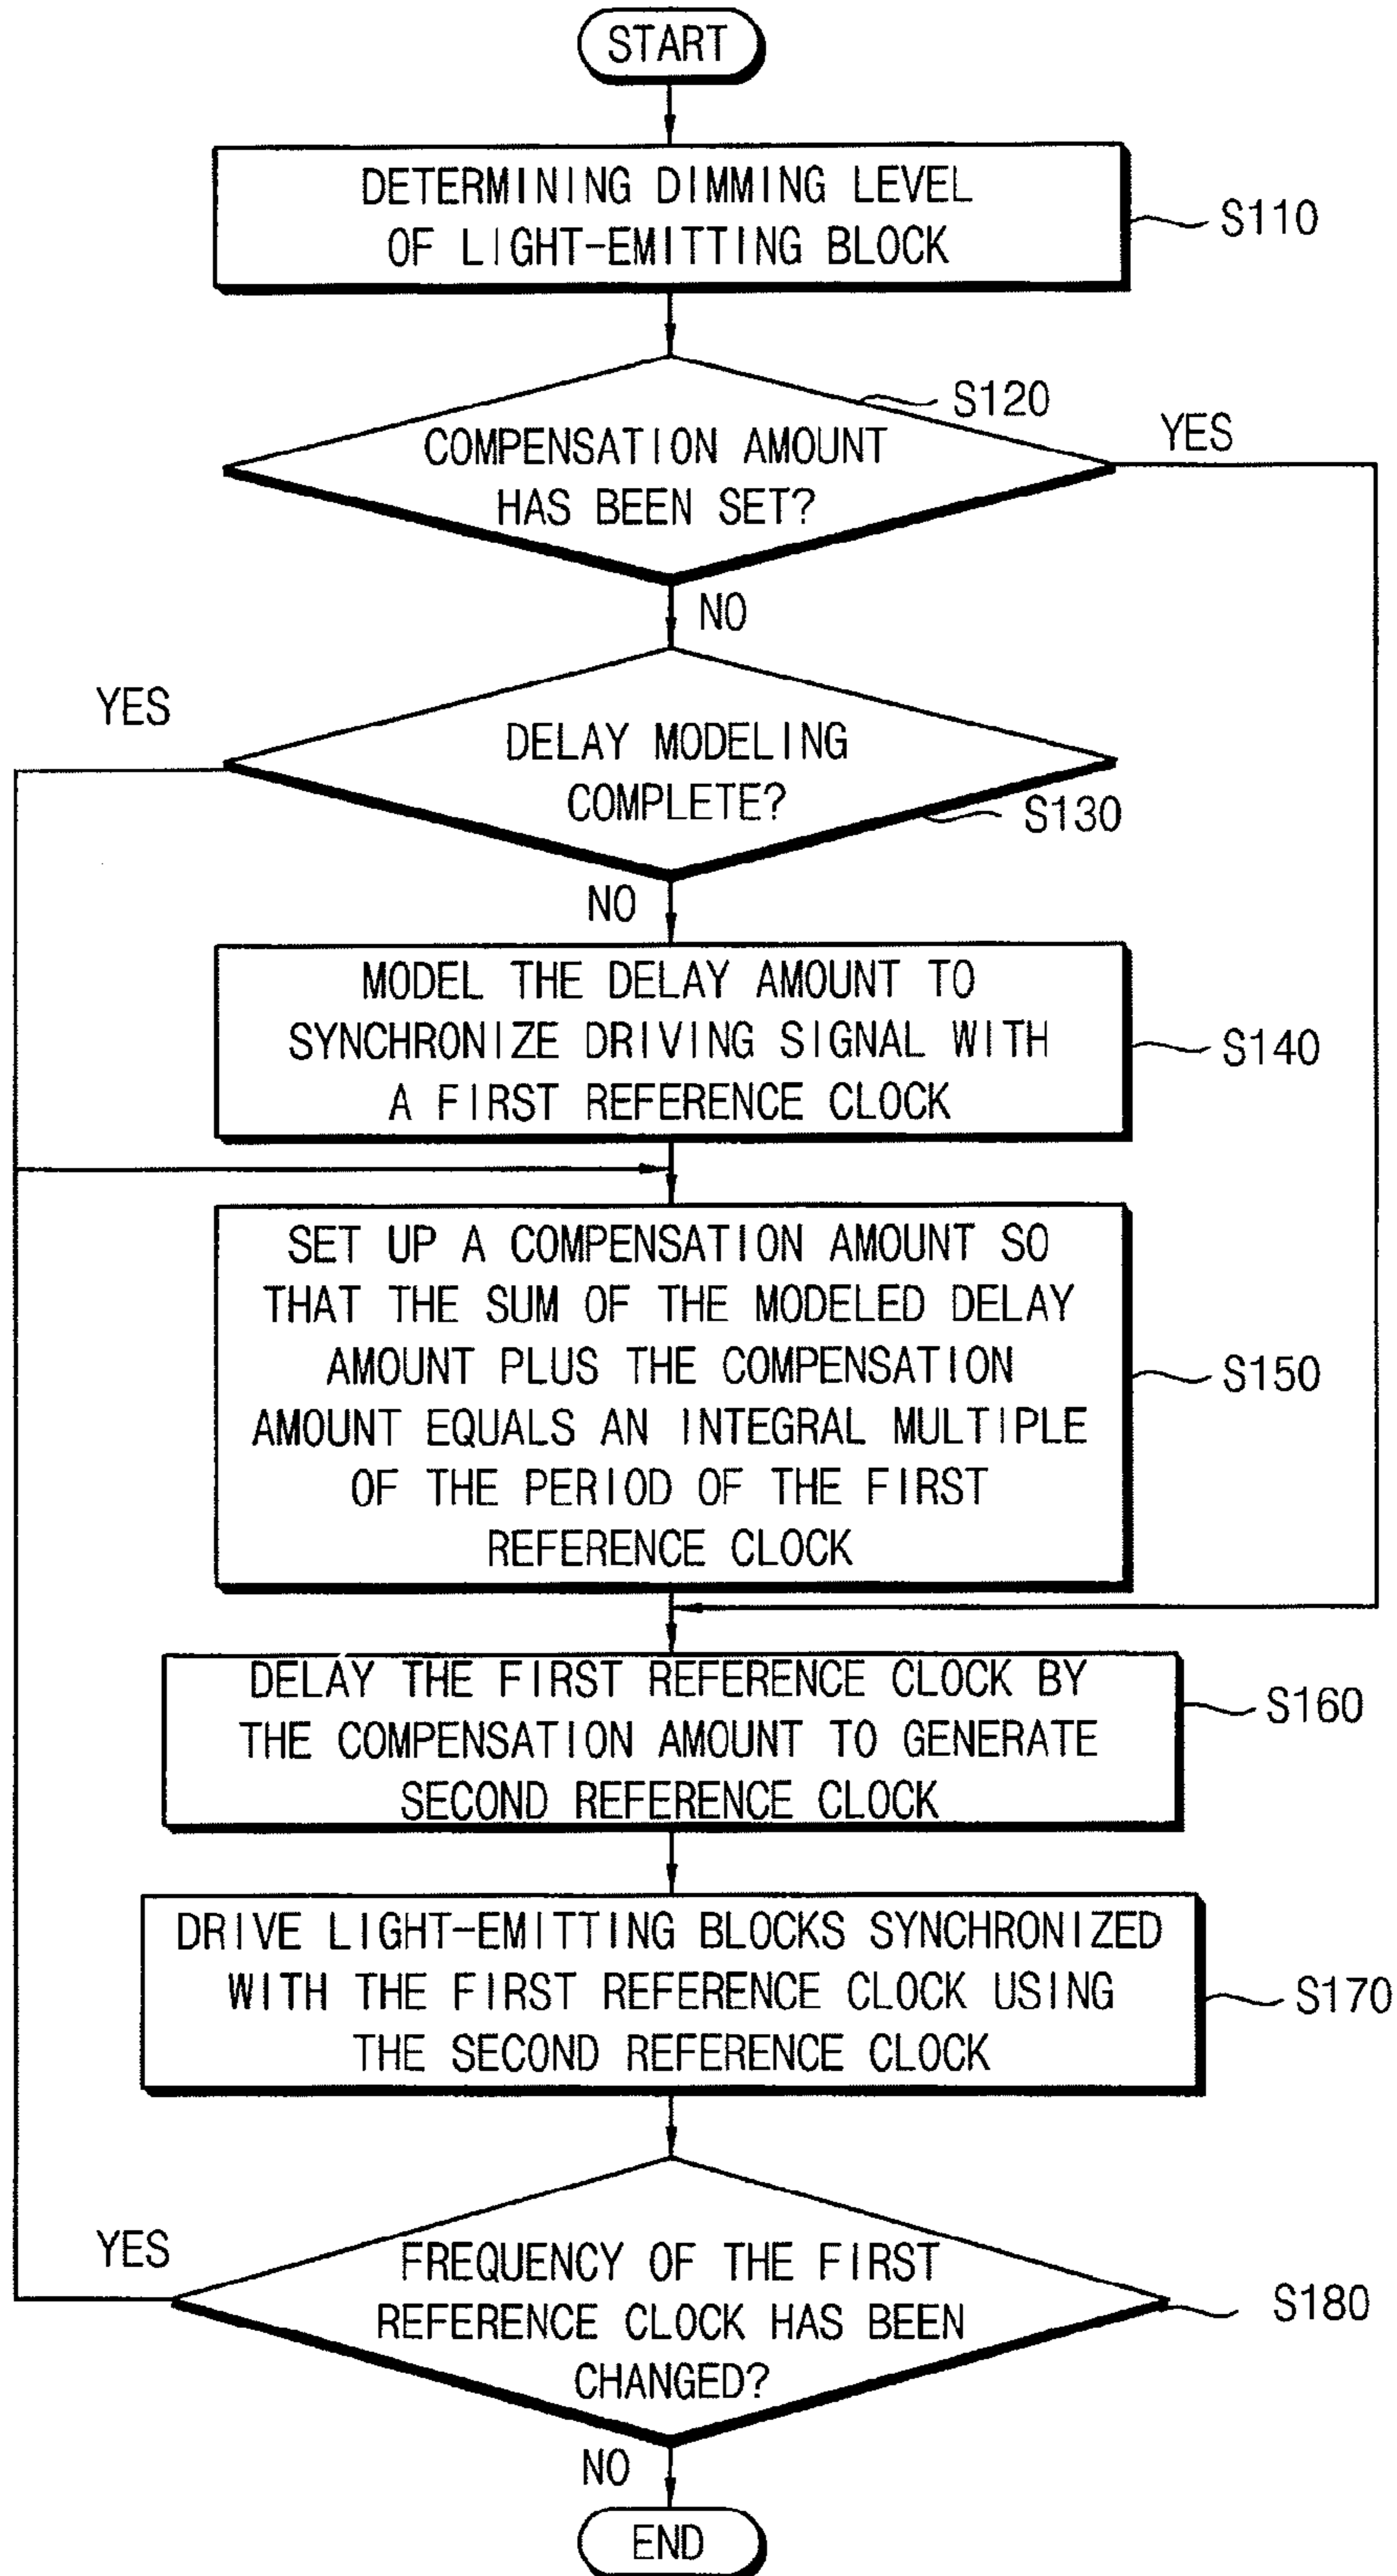 START
DETERMINING DIMMING LEVEL
OF LIGHT-EMITTING BLOCK
S110
S120
COMPENSATION AMOUNT
HAS BEEN SET?
YES
NO
YES
DELAY MODELING
COMPLETE?
S130
NO
MODEL THE DELAY AMOUNT TO
SYNCHRONIZE DRIVING SIGNAL WITH
A FIRST REFERENCE CLOCK
S140
SET UP A COMPENSATION AMOUNT SO
THAT THE SUM OF THE MODELED DELAY
AMOUNT PLUS THE COMPENSATION
AMOUNT EQUALS AN INTEGRAL MULTIPLE
OF THE PERIOD OF THE FIRST
REFERENCE CLOCK
S150
DELAY THE FIRST REFERENCE CLOCK BY
THE COMPENSATION AMOUNT TO GENERATE
SECOND REFERENCE CLOCK
S160
DRIVE LIGHT-EMITTING BLOCKS SYNCHRONIZED
WITH THE FIRST REFERENCE CLOCK USING
THE SECOND REFERENCE CLOCK
S170
YES
FREQUENCY OF THE FIRST
REFERENCE CLOCK HAS BEEN
CHANGED?
S180
NO
END